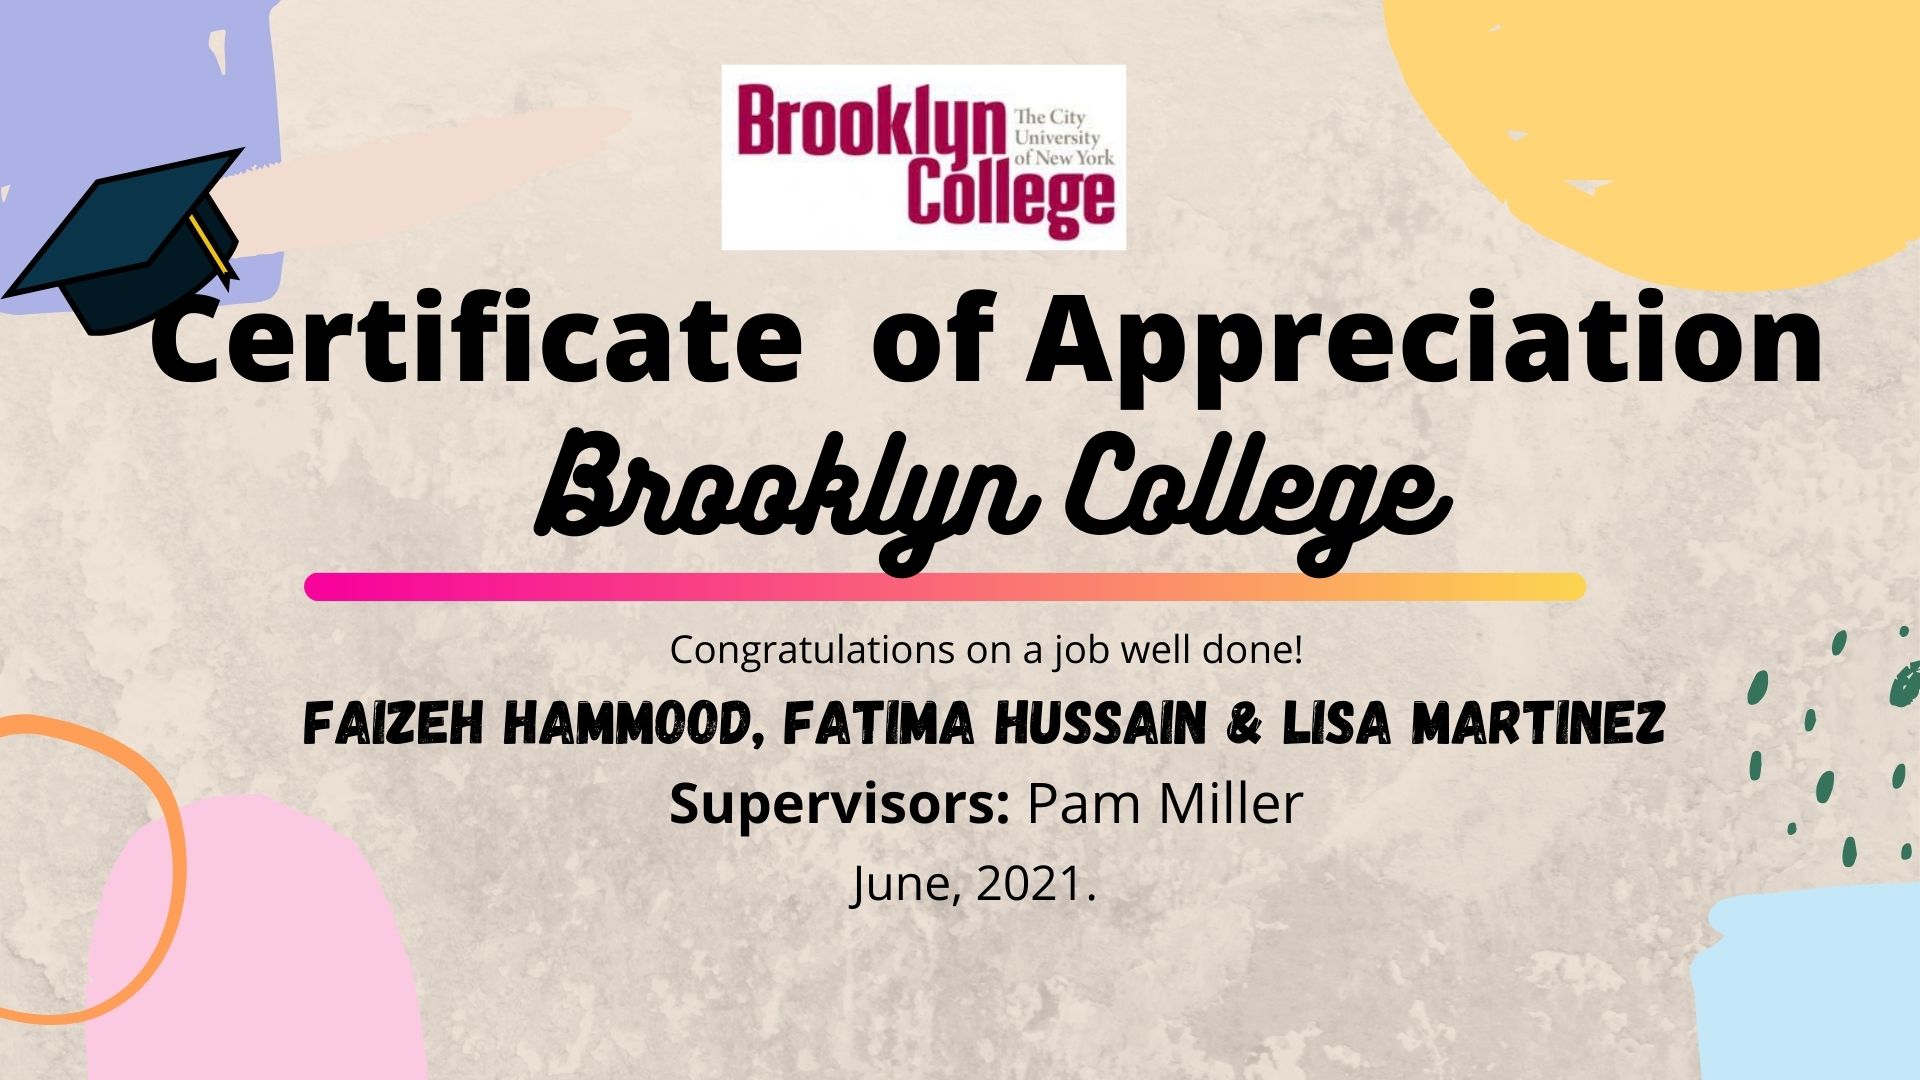 Brooklyn College
The City
University
of New York
Certificate of Appreciation
Brooklyn College
Congratulations on a job well done!
FAIZEH HAMMOOD, FATIMA HUSSAIN & LISA MARTINEZ
Supervisors: Pam Miller
June, 2021.